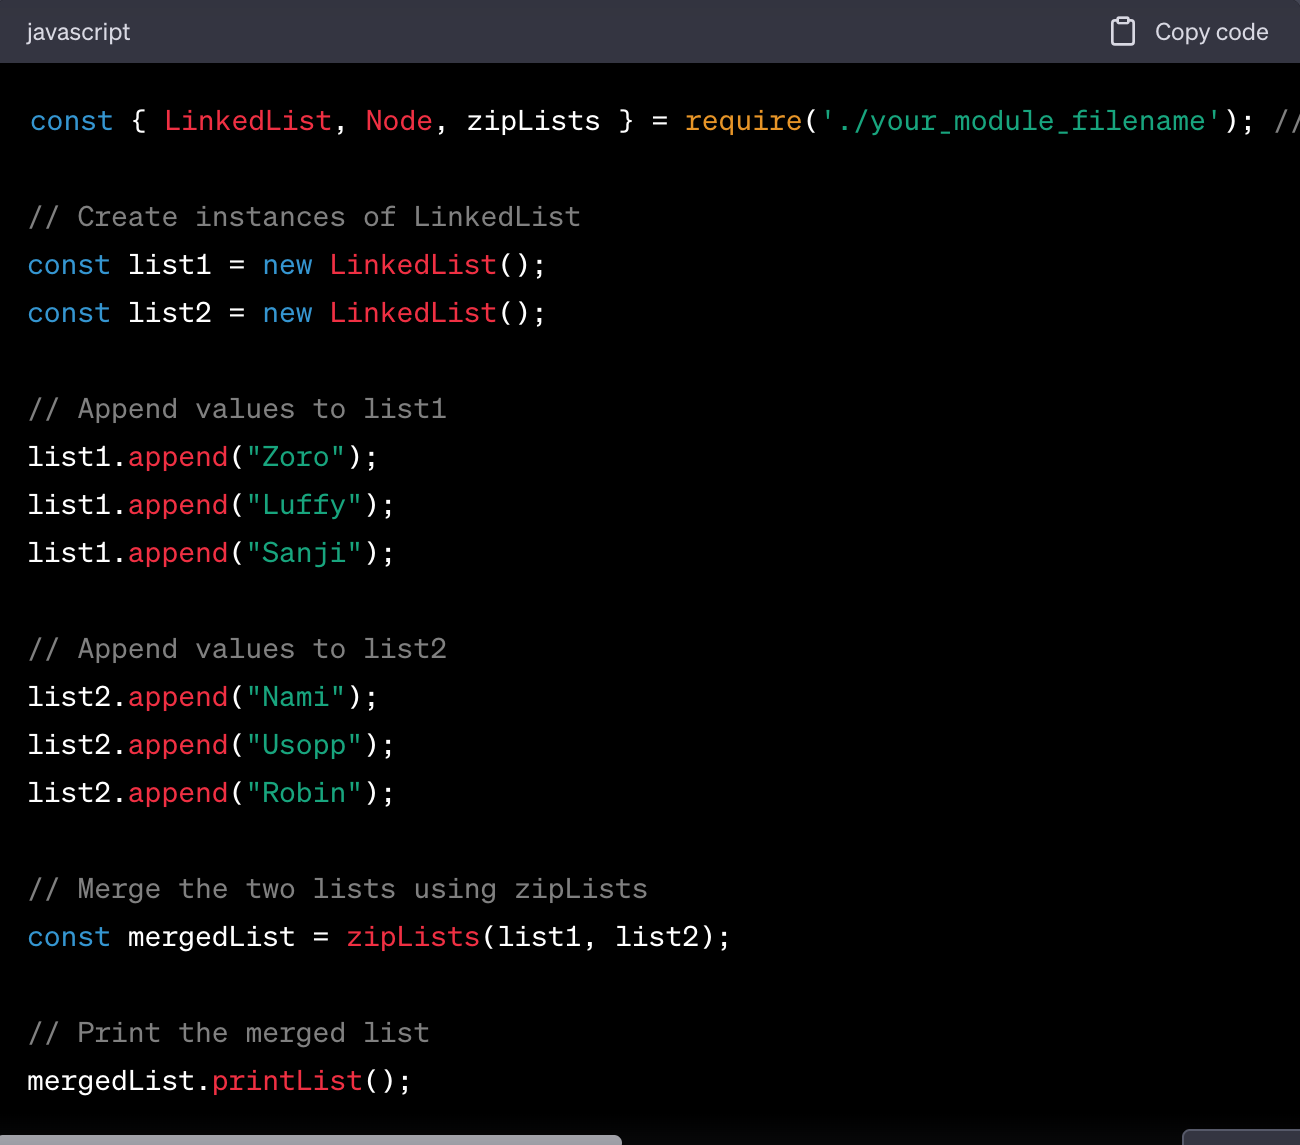 javascript
Copy code
const { LinkedList, Node, zipLists } = require('./your_module_filename'); //
// Create instances of LinkedList
const list1 = new LinkedList();
const list2 = new LinkedList();
// Append values to list1
list1.append("Zoro");
list1.append("Luffy");
list1.append("Sanji");
// Append values to list2
list2.append("Nami");
list2.append("Usopp");
list2.append("Robin");
// Merge the two lists using zipLists
const mergedList = zipLists(list1, list2);
// Print the merged list
mergedList.printList();